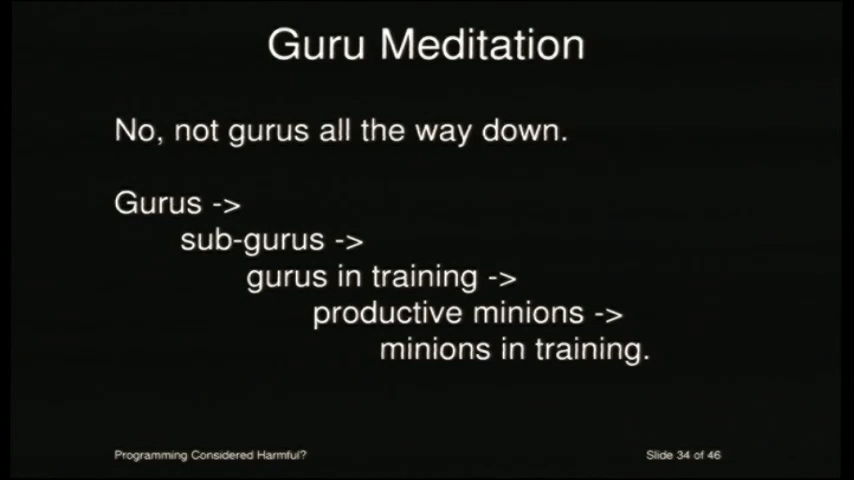 Guru Meditation
No, not gurus all the way down.
Gurus ->
sub-gurus ->
gurus in training ->
productive minions ->
minions in training.
Programming Considered Harmful?
Slide 34 of 46